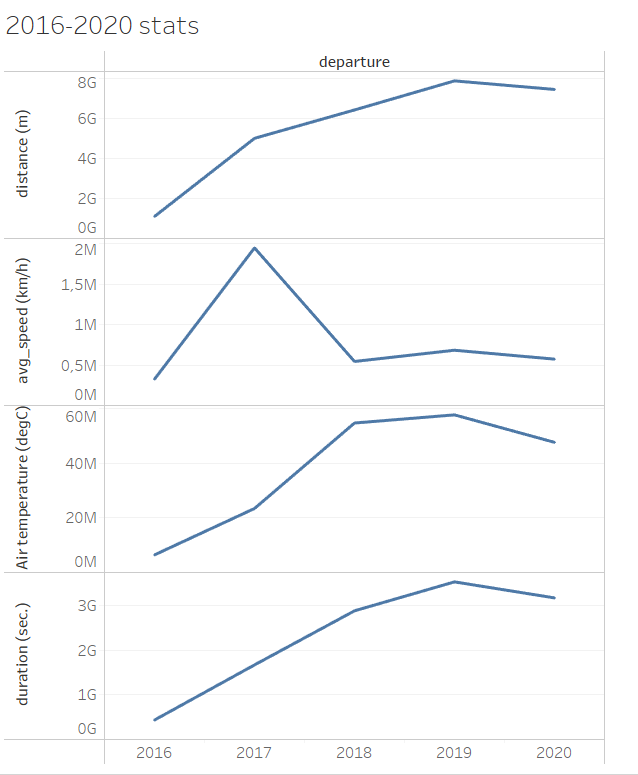 2016-2020 stats
departure
distance (m)
8G
6G
4G
2G
0G
avg_speed (km/h)
2M
1,5M
1M
0,5M
0M
Air temperature (degC)
60M
40M
20M
0M
duration (sec.)
3G
2G
1G
0G
2016 2017 2018 2019 2020